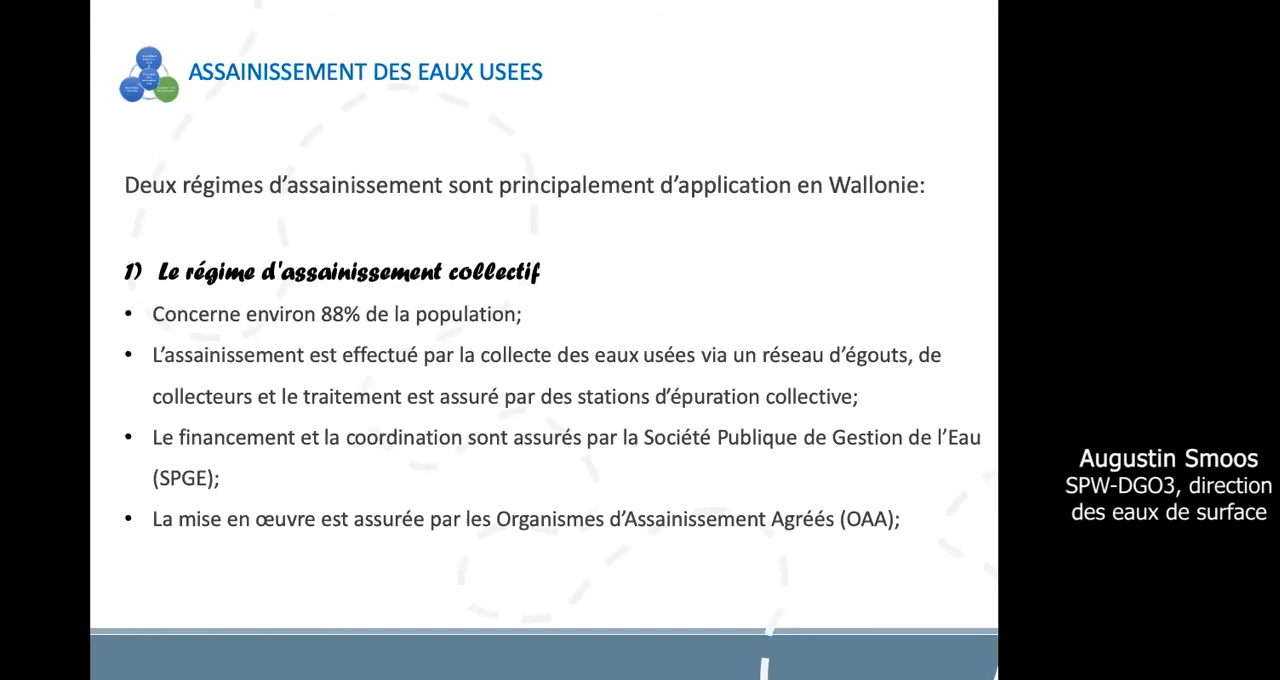 ASSAINISSEMENT DES EAUX USEES
Deux régimes d’assainissement sont principalement d’application en Wallonie:
1) Le régime d'assainissement collectif
• Concerne environ 88% de la population;
• L’assainissement est effectué par la collecte des eaux usées via un réseau d’égouts, de
collecteurs et le traitement est assuré par des stations d’épuration collective;
• Le financement et la coordination sont assurés par la Société Publique de Gestion de l’Eau
(SPGE);
• La mise en œuvre est assurée par les Organismes d’Assainissement Agréés (OAA);
Augustin Smoos
SPW-DGO3, direction
des eaux de surface